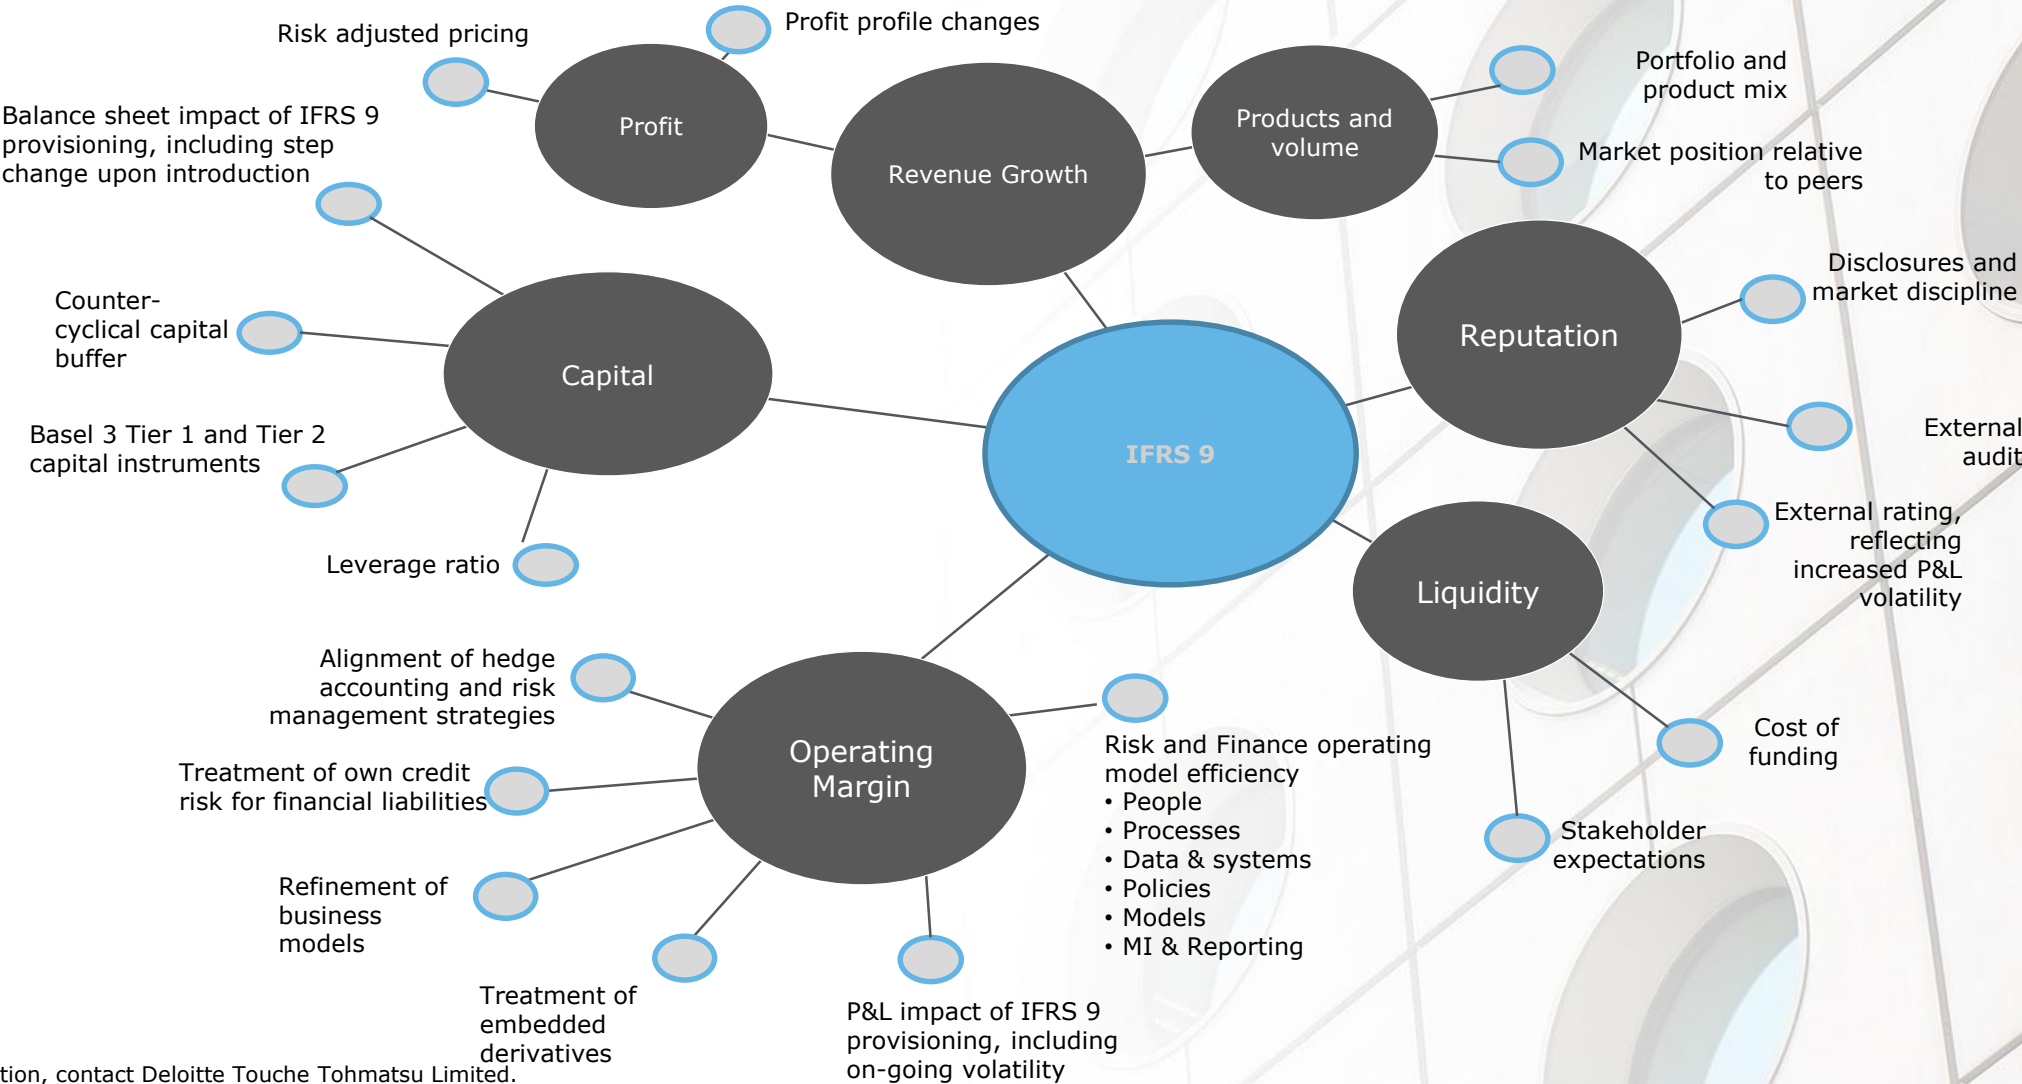 Profit profile changes
Risk adjusted pricing
Portfolio and
product mix
Balance sheet impact of IFRS 9
provisioning, including step
change upon introduction
Profit
Revenue Growth
Products and
volume
Market position relative
to peers
Disclosures and
market discipline
Counter-
cyclical capital
buffer
Capital
Reputation
External
audit
Basel 3 Tier 1 and Tier 2
capital instruments
IFRS 9
External rating,
reflecting
increased P&L
volatility
Leverage ratio
Liquidity
Alignment of hedge
accounting and risk
management strategies
Operating
Margin
Risk and Finance operating
model efficiency
• People
• Processes
• Data & systems
• Policies
• Models
• MI & Reporting
Cost of
funding
Treatment of own credit
risk for financial liabilities
Stakeholder
expectations
Refinement of
business
models
Treatment of
embedded
derivatives
P&L impact of IFRS 9
provisioning, including
on-going volatility
tion, contact Deloitte Touche Tohmatsu Limited.